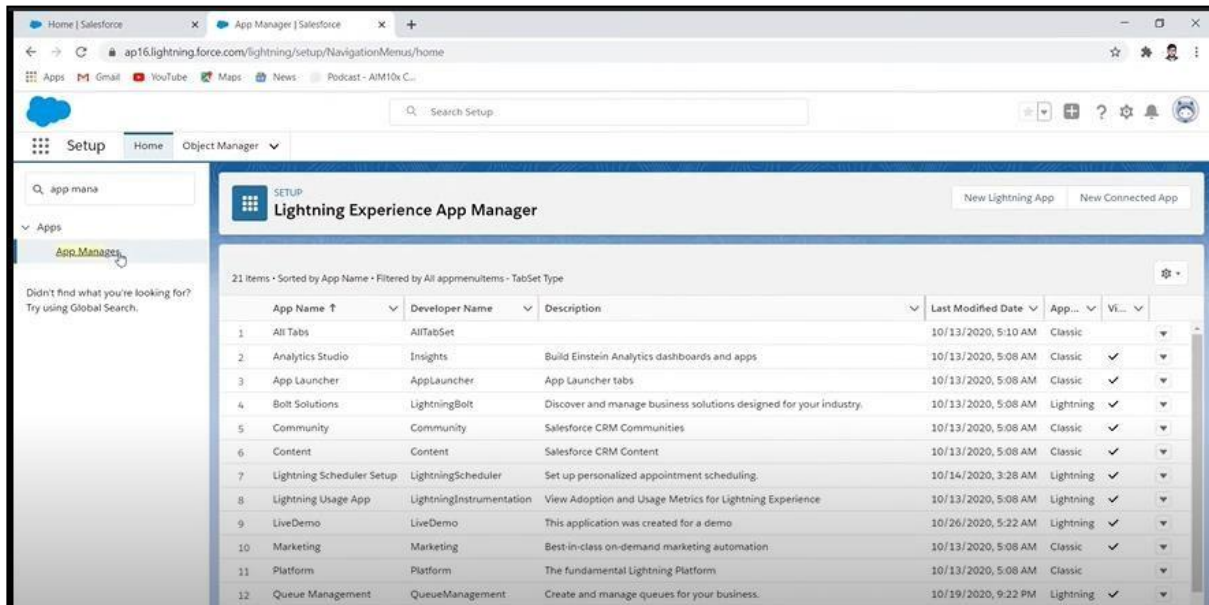 Home | Salesforce
App Manager | Salesforce
ap16.lightning.force.com/lightning/setup/NavigationMenus/home
Apps Gmail YouTube Maps News Podcast - AIM10x C...
Search Setup
Setup Home Object Manager
app mana
SETUP
Lightning Experience App Manager
New Lightning App New Connected App
Apps
App Manager
Didn't find what you're looking for?
Try using Global Search.
21 items • Sorted by App Name • Filtered by All appmenuitems - TabSet Type
App Name ↑ Developer Name Description Last Modified Date App... Vi...
1 All Tabs AllTabSet 10/13/2020, 5:10 AM Classic
2 Analytics Studio Insights Build Einstein Analytics dashboards and apps 10/13/2020, 5:08 AM Classic
3 App Launcher AppLauncher App Launcher tabs 10/13/2020, 5:08 AM Classic
4 Bolt Solutions LightningBolt Discover and manage business solutions designed for your industry. 10/13/2020, 5:08 AM Lightning
5 Community Community Salesforce CRM Communities 10/13/2020, 5:08 AM Classic
6 Content Content Salesforce CRM Content 10/13/2020, 5:08 AM Classic
7 Lightning Scheduler Setup LightningScheduler Set up personalized appointment scheduling. 10/14/2020, 3:28 AM Lightning
8 Lightning Usage App LightningInstrumentation View Adoption and Usage Metrics for Lightning Experience 10/13/2020, 5:08 AM Lightning
9 LiveDemo LiveDemo This application was created for a demo 10/26/2020, 5:22 AM Lightning
10 Marketing Marketing Best-in-class on-demand marketing automation 10/13/2020, 5:08 AM Classic
11 Platform Platform The fundamental Lightning Platform 10/13/2020, 5:08 AM Classic
12 Queue Management QueueManagement Create and manage queues for your business. 10/19/2020, 9:22 PM Lightning